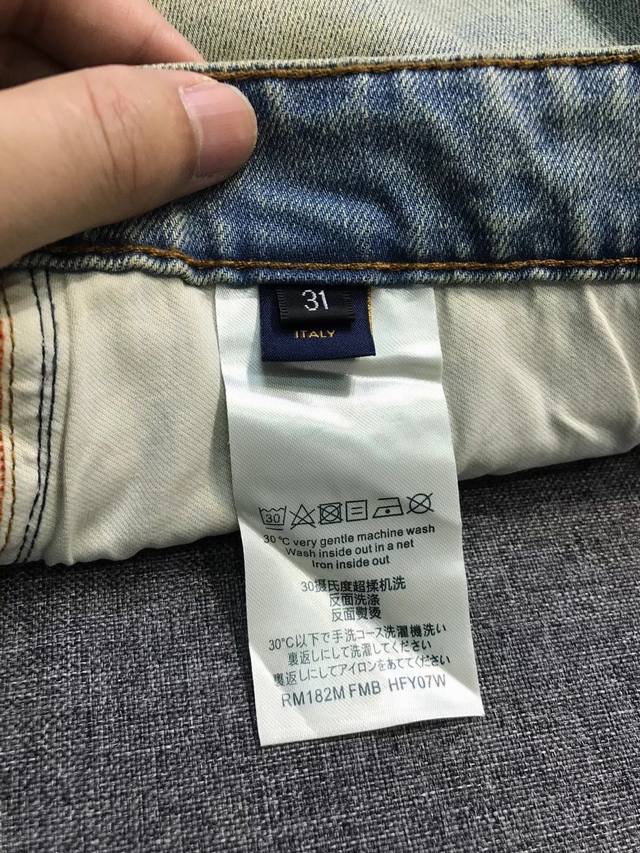 31
ITALY
30
30 °C very gentle machine wash
Wash inside out in a net
Iron inside out
30摄氏度超揉机洗
反面洗涤
反面熨烫
30°C以下で手洗コース洗濯機洗い
裏返しにして洗濯してください
裏返しにしてアイロンをあててください
RM182M FMB HFY07W